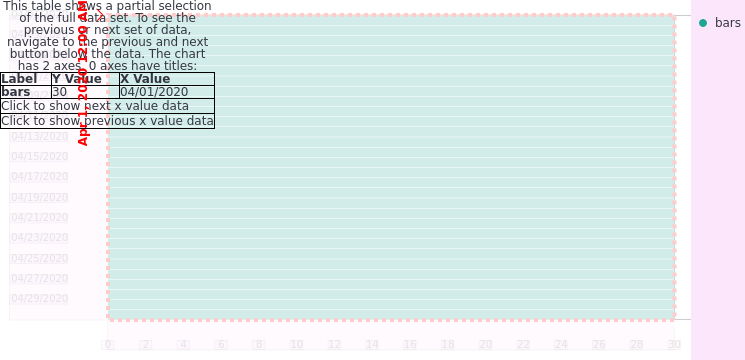 This table shows a partial selection
of the full data set. To see the
previous or next set of data,
navigate to the previous and next
button below the data. The chart
has 2 axes, 0 axes have titles:
Label Y Value X Value
bars 30 04/01/2020
Click to show next x value data
Click to show previous x value data
Apr 1, 2020 12:00 AM
04/13/2020
04/15/2020
04/17/2020
04/19/2020
04/21/2020
04/23/2020
04/25/2020
04/27/2020
04/29/2020
0 2 4 6 8 10 12 14 16 18 20 22 24 26 28 30
bars